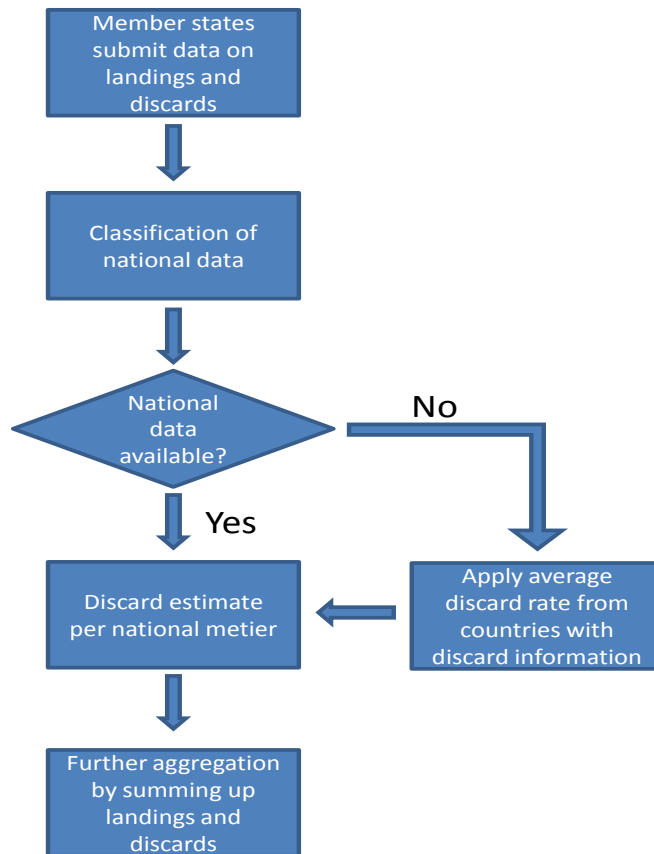 Member states
submit data on
landings and
discards
Classification of
national data
National
data
available?
No
Yes
Discard estimate
per national metier
Apply average
discard rate from
countries with
discard information
Further aggregation
by summing up
landings and
discards